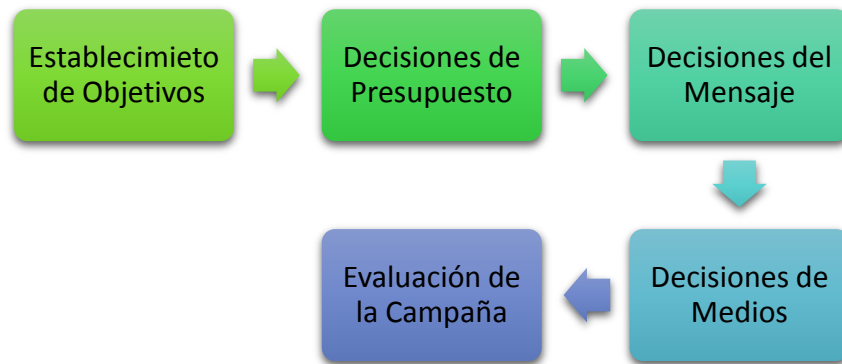 Establecimieto
de Objetivos
Decisiones de
Presupuesto
Decisiones del
Mensaje
Decisiones de
Medios
Evaluación de
la Campaña